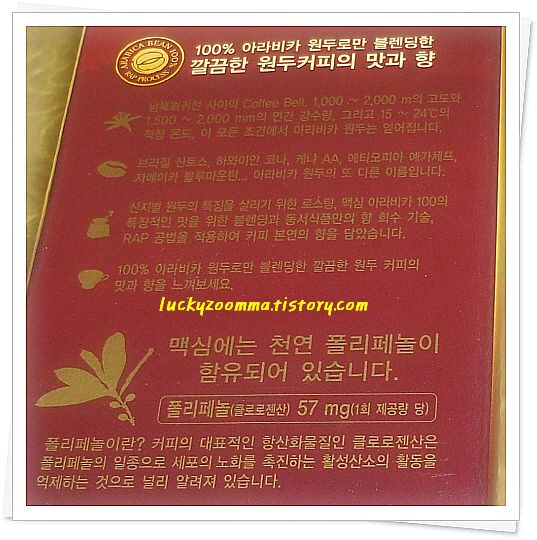 ARABICA BEAN 100%
RAP PROCESS
100% 아라비카 원두로만 블렌딩한
깔끔한 원두커피의 맛과 향
남북회귀선 사이의 Coffee Bell. 1,000 ~ 2,000 m의 고도와
1,500 ~ 2,000 mm의 연간 강수량, 그리고 15 ~ 24℃의
적정 온도, 이 모든 조건에서 아라비카 원두는 얻어집니다.
브라질 산토스, 하와이안 코나, 케냐 AA, 에티오피아 예가체프,
자메이카 블루마운틴... 아라비카 원두의 또 다른 이름입니다.
산지별 원두의 특징을 살리기 위한 로스팅, 맥심 아라비카 100의
특징적인 맛을 위한 블렌딩과 동서식품만의 향 회수 기술,
RAP 공법을 적용하여 커피 본연의 향을 담았습니다.
100% 아라비카 원두로만 블렌딩한 깔끔한 원두 커피의
맛과 향을 느껴보세요.
luckyzoomma.tistory.com
맥심에는 천연 폴리페놀이
함유되어 있습니다.
폴리페놀(클로로젠산) 57 mg(1회 제공량 당)
폴리페놀이란? 커피의 대표적인 항산화물질인 클로로젠산은
폴리페놀의 일종으로 세포의 노화를 촉진하는 활성산소의 활동을
억제하는 것으로 널리 알려져 있습니다.